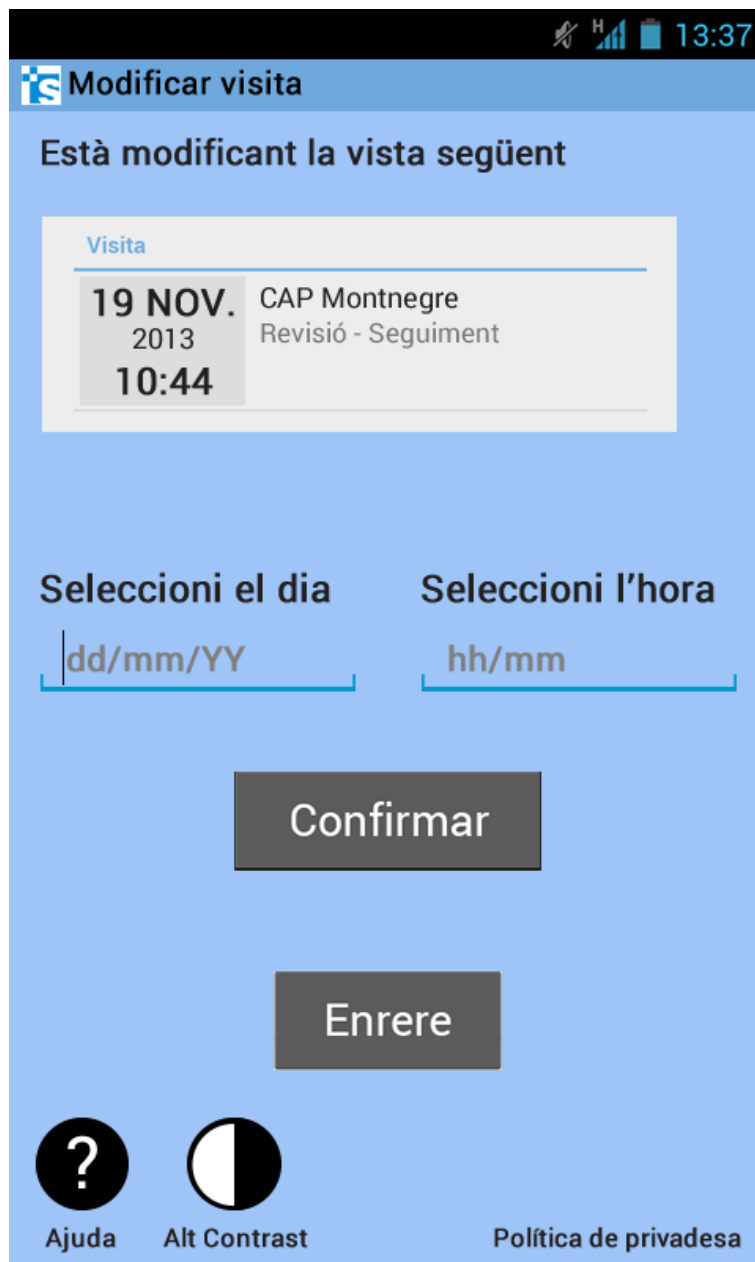 H 13:37
Modificar visita
Està modificant la vista següent
Visita
19 NOV.
2013
10:44
CAP Montnegre
Revisió - Seguiment
Seleccioni el dia
Seleccioni l’hora
dd/mm/YY
hh/mm
Confirmar
Enrere
?
Ajuda
Alt Contrast
Política de privadesa